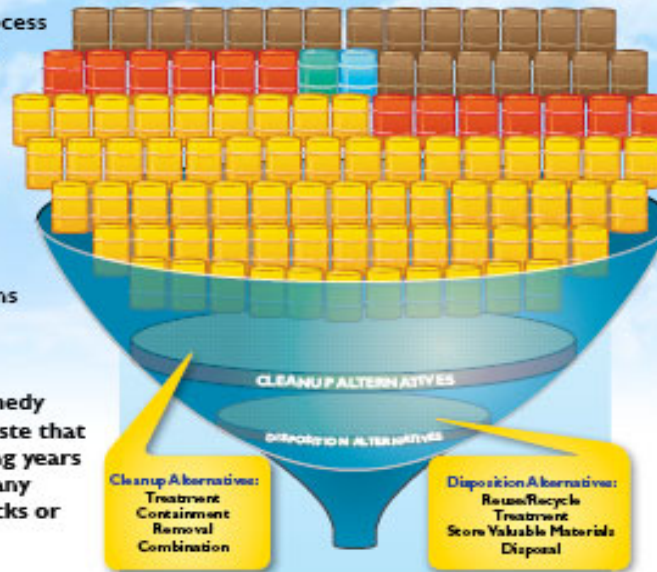 ocess
ns
nedy
ste that
ng years
any
cks or
CLEANUP ALTERNATIVES
DISPOSITION ALTERNATIVES
Cleanup Alternatives:
Treatment
Containment
Removal
Combination
Disposition Alternatives:
Reuse/Recycle
Treatment
Store Valuable Materials
Disposal